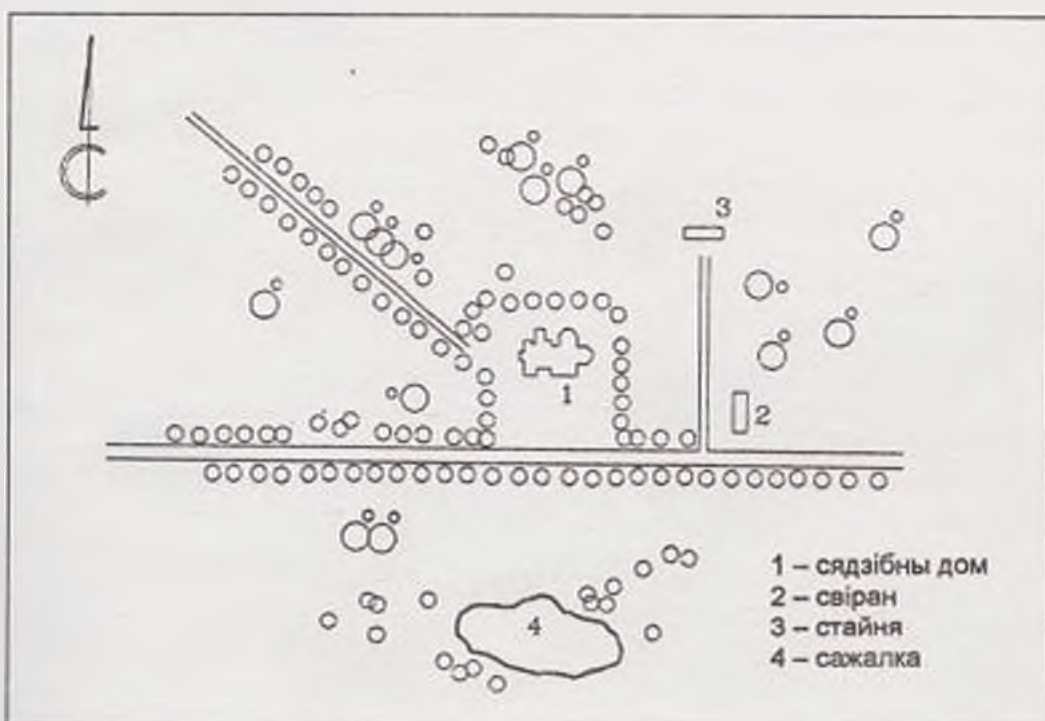 3
1
2
4
1 – сядзібны дом
2 – свіран
3 – стайня
4 – сажалка